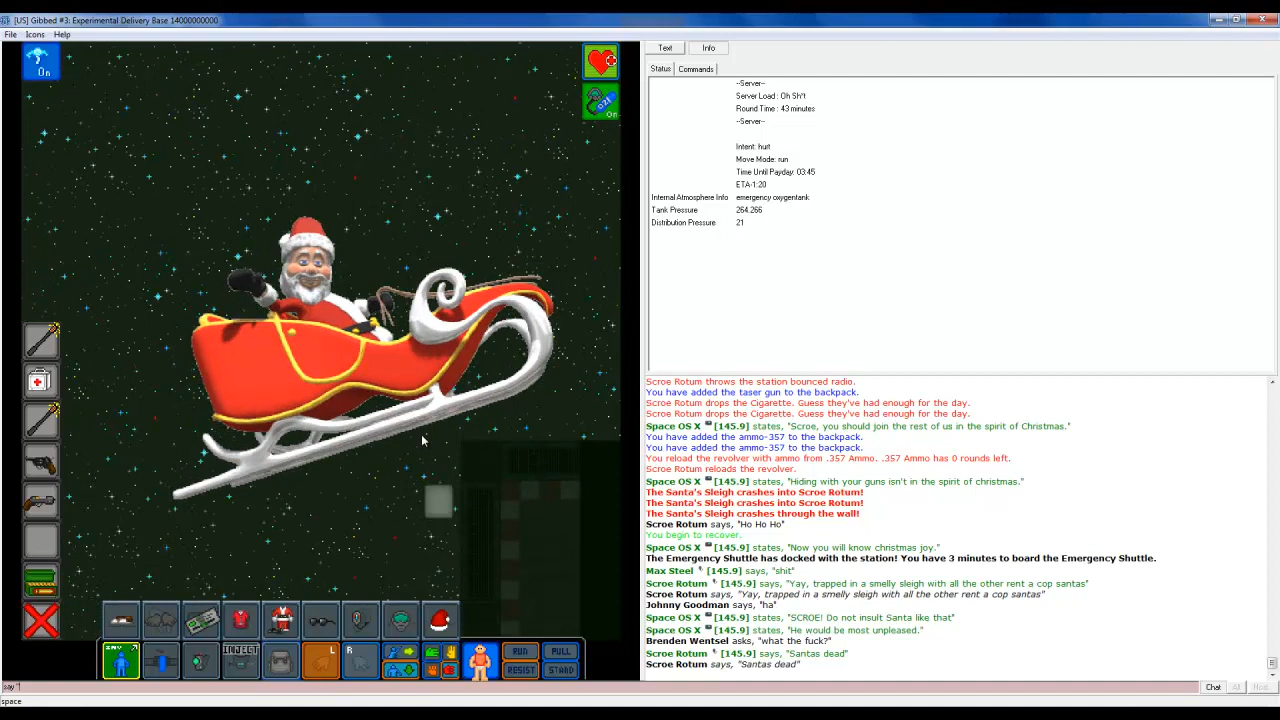 [US] Gibbed #3: Experimental Delivery Base 14000000000
File Icons Help
Text Info
Status Commands
--Server--
Server Load : Oh Sh*t
Round Time : 43 minutes
--Server--
Intent: hurt
Move Mode: run
Time Until Payday: 03:45
ETA-1:20
Internal Atmosphere Info emergency oxygentank
Tank Pressure 264.266
Distribution Pressure 21
On
On
Scroe Rotum throws the station bounced radio.
You have added the taser gun to the backpack.
Scroe Rotum drops the Cigarette. Guess they've had enough for the day.
Scroe Rotum drops the Cigarette. Guess they've had enough for the day.
Space OS X [145.9] states, "Scroe, you should join the rest of us in the spirit of Christmas."
You have added the ammo-357 to the backpack.
You have added the ammo-357 to the backpack.
You reload the revolver with ammo from .357 Ammo. .357 Ammo has 0 rounds left.
Scroe Rotum reloads the revolver.
Space OS X [145.9] states, "Hiding with your guns isn't in the spirit of christmas."
The Santa's Sleigh crashes into Scroe Rotum!
The Santa's Sleigh crashes into Scroe Rotum!
The Santa's Sleigh crashes through the wall!
Scroe Rotum says, "Ho Ho Ho"
You begin to recover.
Space OS X [145.9] states, "Now you will know christmas joy."
The Emergency Shuttle has docked with the station! You have 3 minutes to board the Emergency Shuttle.
Max Steel [145.9] says, "shit"
Scroe Rotum [145.9] says, "Yay, trapped in a smelly sleigh with all the other rent a cop santas"
Scroe Rotum says, "Yay, trapped in a smelly sleigh with all the other rent a cop santas"
Johnny Goodman says, "ha"
Space OS X [145.9] states, "SCROE! Do not insult Santa like that"
Space OS X [145.9] states, "He would be most unpleased."
Brenden Wentsel asks, "what the fuck?"
Scroe Rotum [145.9] says, "Santas dead"
Scroe Rotum says, "Santas dead"
INV INJECT L R RUN PULL
RESIST STAND
say "
Chat
space